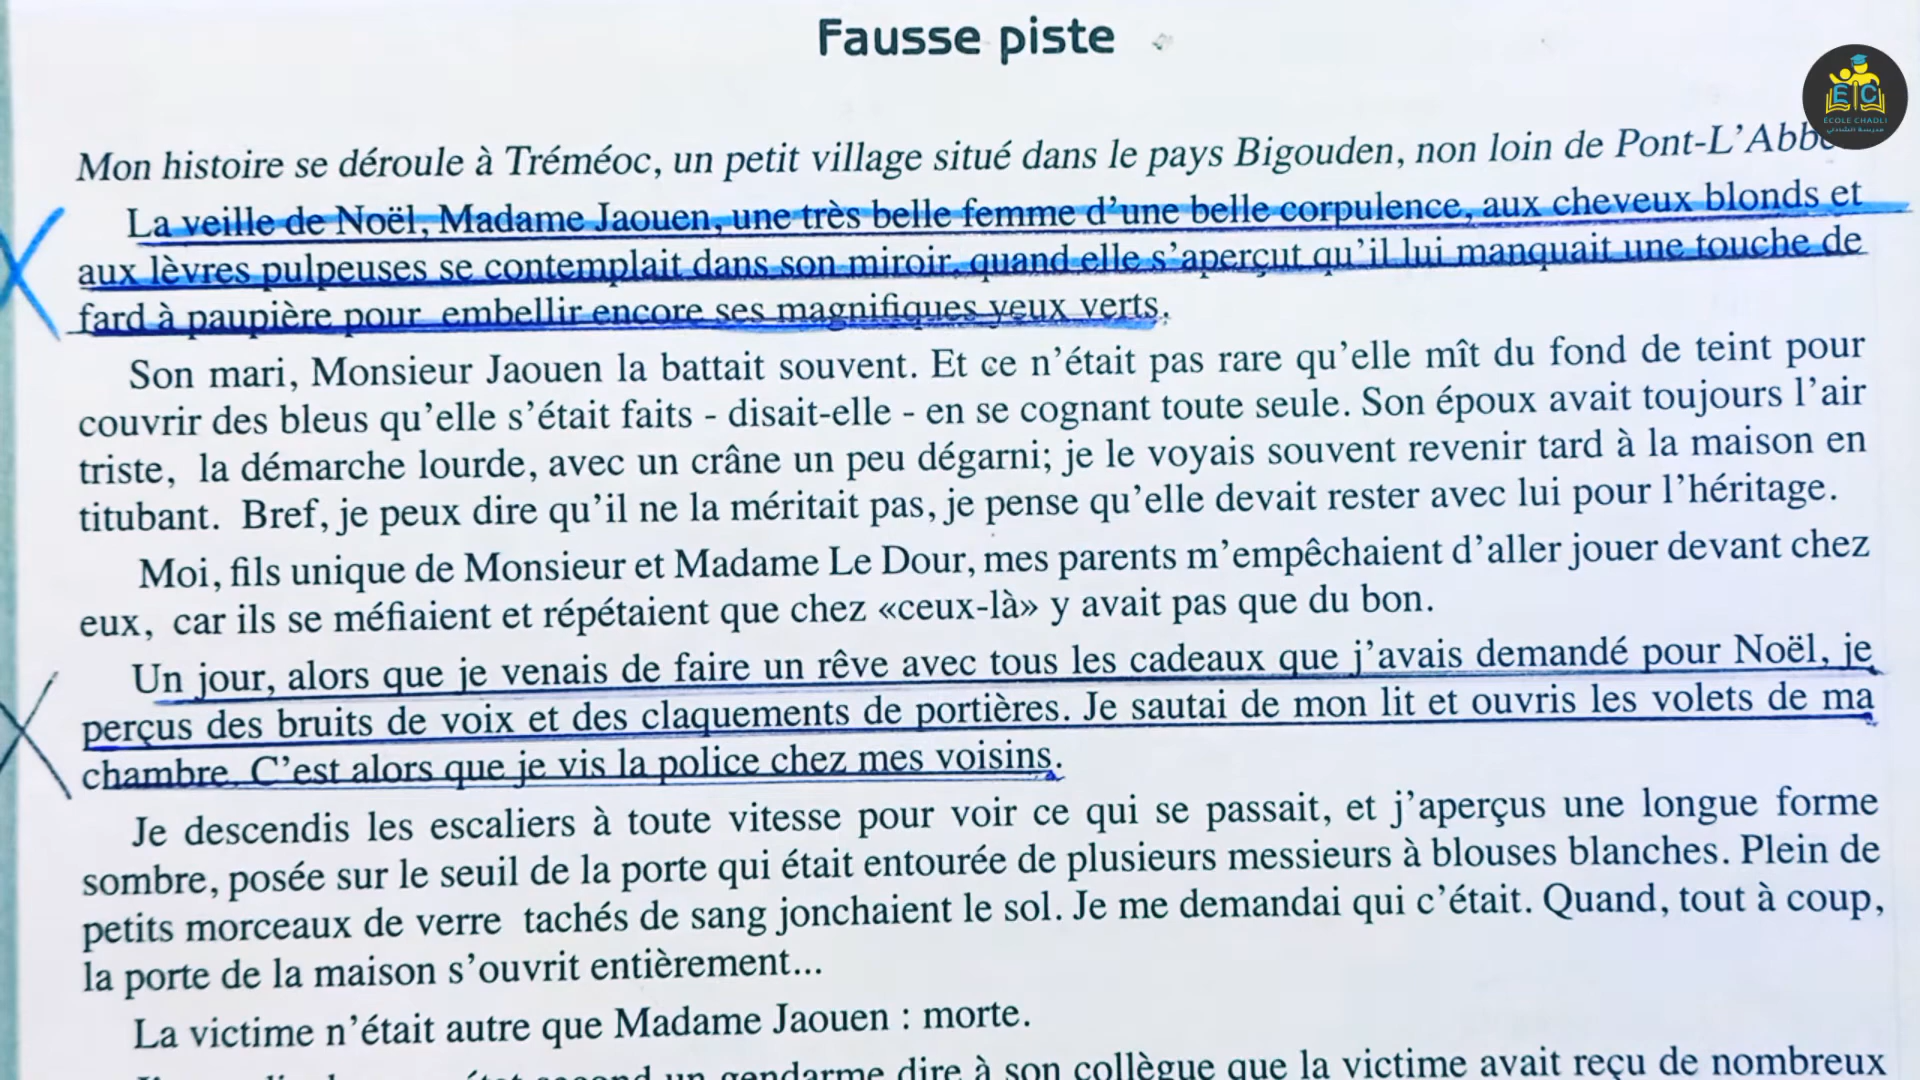 Fausse piste
ECOLE CHADLI
مدرسة الشاذلي
Mon histoire se déroule à Tréméoc, un petit village situé dans le pays Bigouden, non loin de
La veille de Noël, Madame Jaouen, une très belle femme d'une belle corpulence, aux cheveux blonds et
aux lèvres pulpeuses se contemplait dans son miroir, quand elle s'aperçut qu'il lui manquait une touche de
fard à paupière pour embellir encore ses magnifiques yeux verts.
Son mari, Monsieur Jaouen la battait souvent. Et ce n'était pas rare qu'elle mît du fond de teint pour
couvrir des bleus qu'elle s'était faits - disait-elle - en se cognant toute seule. Son époux avait toujours l'air
triste, la démarche lourde, avec un crâne un peu dégarni; je le voyais souvent revenir tard à la maison en
titubant. Bref, je peux dire qu'il ne la méritait pas, je pense qu'elle devait rester avec lui pour l'héritage.
Moi, fils unique de Monsieur et Madame Le Dour, mes parents m'empêchaient d'aller jouer devant chez
eux, car ils se méfiaient et répétaient que chez «ceux-là» y avait pas que du bon.
Un jour, alors que je venais de faire un rêve avec tous les cadeaux que j'avais demandé pour Noël, je
perçus des bruits de voix et des claquements de portières. Je sautai de mon lit et ouvris les volets de ma
chambre. C'est alors que je vis la police chez mes voisins.
Je descendis les escaliers à toute vitesse pour voir ce qui se passait, et j'aperçus une longue forme
sombre, posée sur le seuil de la porte qui était entourée de plusieurs messieurs à blouses blanches. Plein de
petits morceaux de verre tachés de sang jonchaient le sol. Je me demandai qui c'était. Quand, tout à coup,
la porte de la maison s'ouvrit entièrement...
La victime n'était autre que Madame Jaouen : morte.
un gendarme dire à son collègue que la victime avait reçu de nombreux